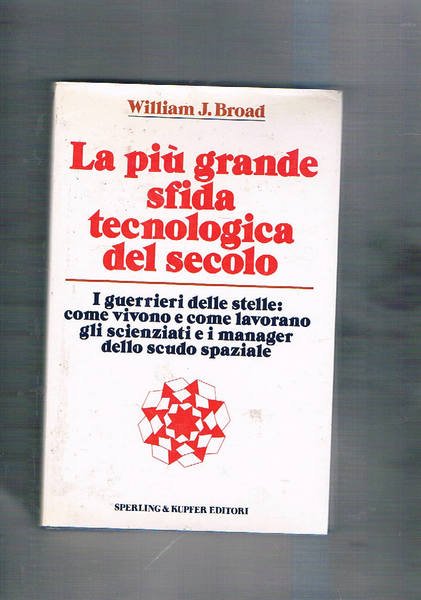 William J. Broad
La più grande
sfida
tecnologica
del secolo
I guerrieri delle stelle:
come vivono e come lavorano
gli scienziati e i manager
dello scudo spaziale
SPERLING & KUPFER EDITORI